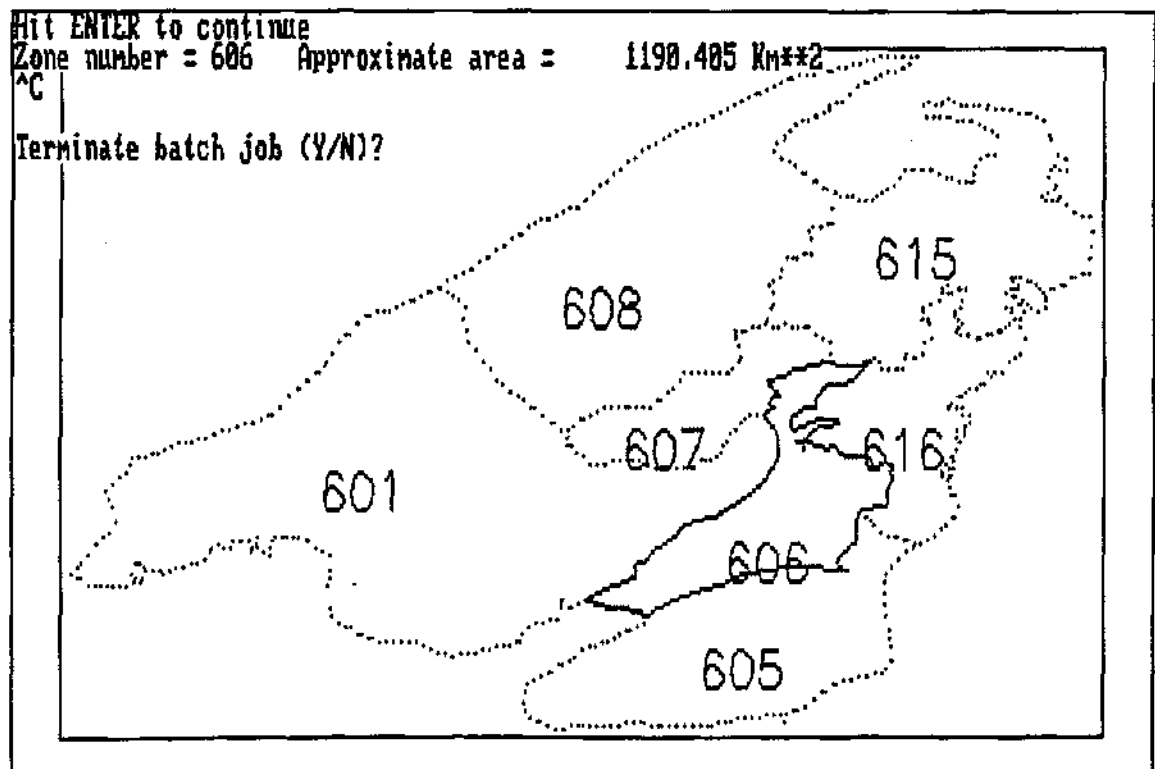 Hit ENTER to continue
Zone number = 606 Approximate area = 1190.405 Km**2
^C
Terminate batch job (Y/N)?
615
608
607
616
601
606
605